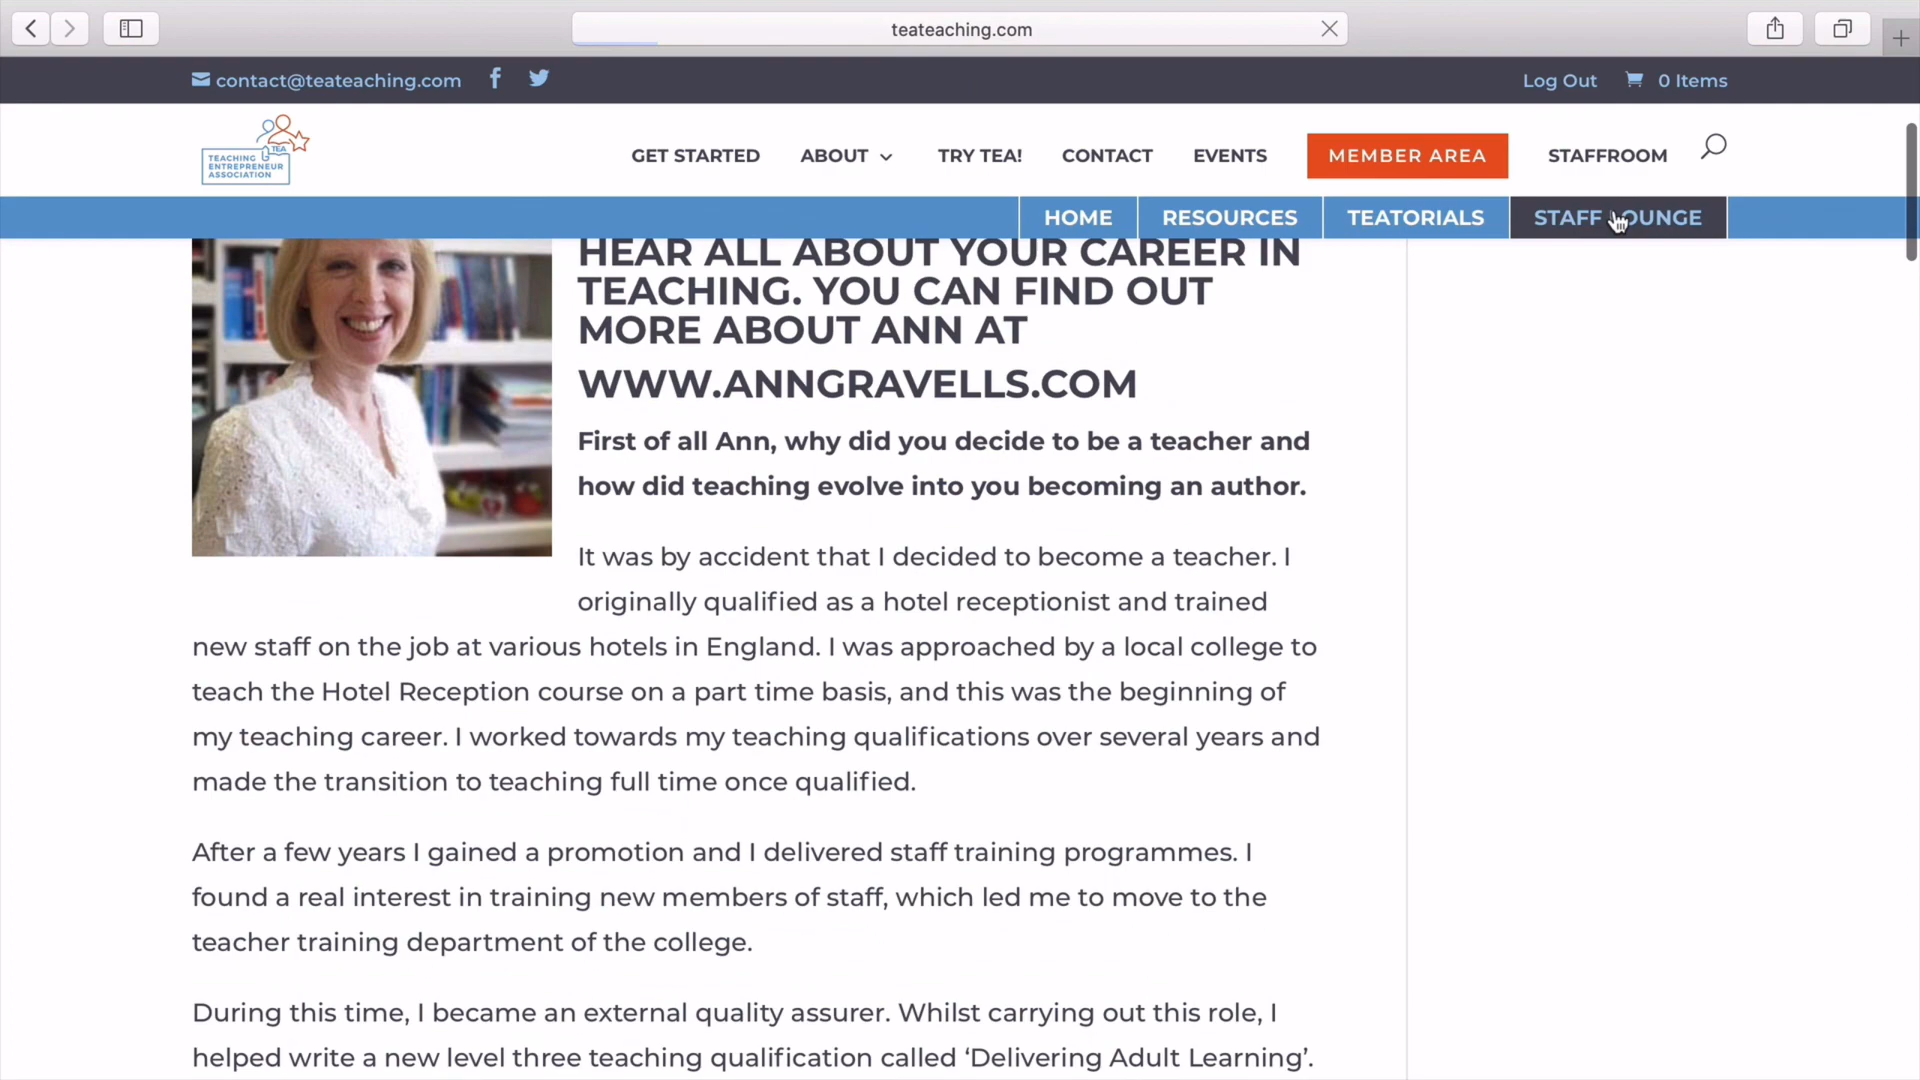 teateaching.com
contact@teateaching.com
Log Out
0 Items
TEACHING
ENTREPRENEUR
ASSOCIATION
TEA
GET STARTED
ABOUT
TRY TEA!
CONTACT
EVENTS
MEMBER AREA
STAFFROOM
HOME
RESOURCES
TEATORIALS
STAFF LOUNGE
HEAR ALL ABOUT YOUR CAREER IN
TEACHING. YOU CAN FIND OUT
MORE ABOUT ANN AT
WWW.ANNGRAVELLS.COM
First of all Ann, why did you decide to be a teacher and
how did teaching evolve into you becoming an author.
It was by accident that I decided to become a teacher. I
originally qualified as a hotel receptionist and trained
new staff on the job at various hotels in England. I was approached by a local college to
teach the Hotel Reception course on a part time basis, and this was the beginning of
my teaching career. I worked towards my teaching qualifications over several years and
made the transition to teaching full time once qualified.
After a few years I gained a promotion and I delivered staff training programmes. I
found a real interest in training new members of staff, which led me to move to the
teacher training department of the college.
During this time, I became an external quality assurer. Whilst carrying out this role, I
helped write a new level three teaching qualification called ‘Delivering Adult Learning’.